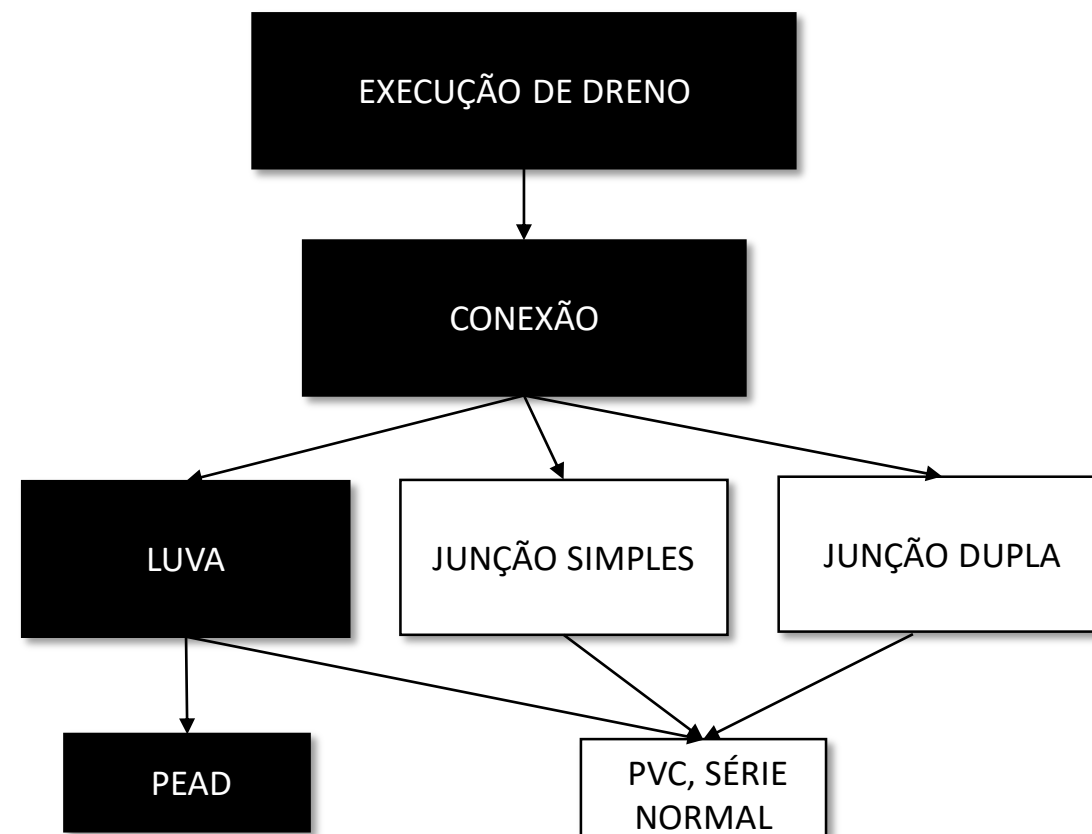 EXECUÇÃO DE DRENO
CONEXÃO
LUVA
JUNÇÃO SIMPLES
JUNÇÃO DUPLA
PEAD
PVC, SÉRIE
NORMAL